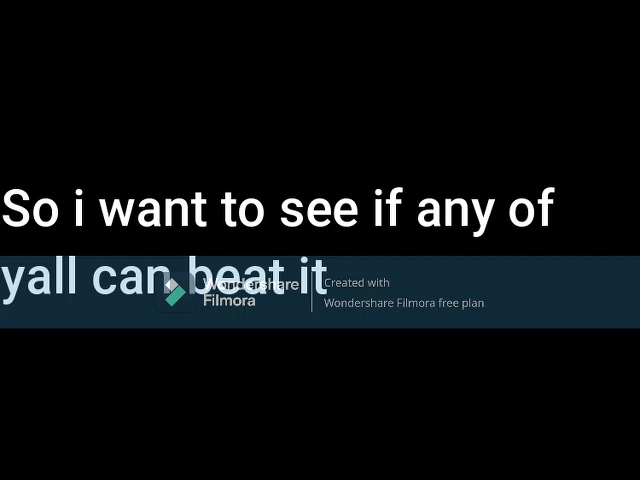 So i want to see if any of
yall can beat it
Wondershare
Filmora
Created with
Wondershare Filmora free plan